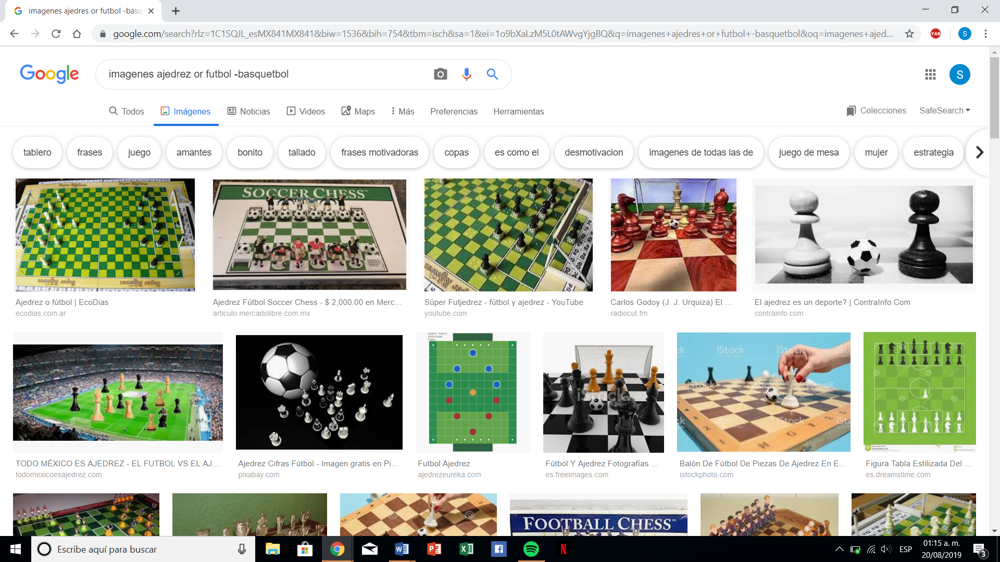 imagenes ajedres or futbol -basq
google.com/search?rlz=1C1SQJL_esMX841MX841&biw=1536&bih=754&tbm=isch&sa=1&ei=1o9bXaLzM5L0tAWvgYjgBQ&q=imagenes+ajedres+or+futbol+-basquetbol&oq=imagenes+ajed...
YAB
S
Google
imagenes ajedrez or futbol -basquetbol
S
Todos Imágenes Noticias Videos Maps Más Preferencias Herramientas
Colecciones SafeSearch
tablero frases juego amantes bonito tallado frases motivadoras copas es como el desmotivacion imagenes de todas las de juego de mesa mujer estrategia
SOCCER CHESS™
Ajedrez o fútbol | EcoDias
ecodias.com.ar
Ajedrez Fútbol Soccer Chess - $ 2,000.00 en Merc...
articulo.mercadolibre.com.mx
Súper Futjedrez - fútbol y ajedrez - YouTube
youtube.com
Carlos Godoy (J. J. Urquiza) El ...
radiocut.fm
El ajedrez es un deporte? | ContraInfo.Com
contrainfo.com
iStock
iStock
iStock
TODO MÉXICO ES AJEDREZ - EL FUTBOL VS EL AJ...
todomexicoesajedrez.com
Ajedrez Cifras Fútbol - Imagen gratis en Pi...
pixabay.com
Futbol Ajedrez
ajedrezeureka.com
Fútbol Y Ajedrez Fotografías ...
es.freeimages.com
Balón De Fútbol De Piezas De Ajedrez En E...
istockphoto.com
Figura Tabla Estilizada Del ...
es.dreamstime.com
FOOTBALL CHESS™
Escribe aquí para buscar
ESP
01:15 a. m.
20/08/2019
3